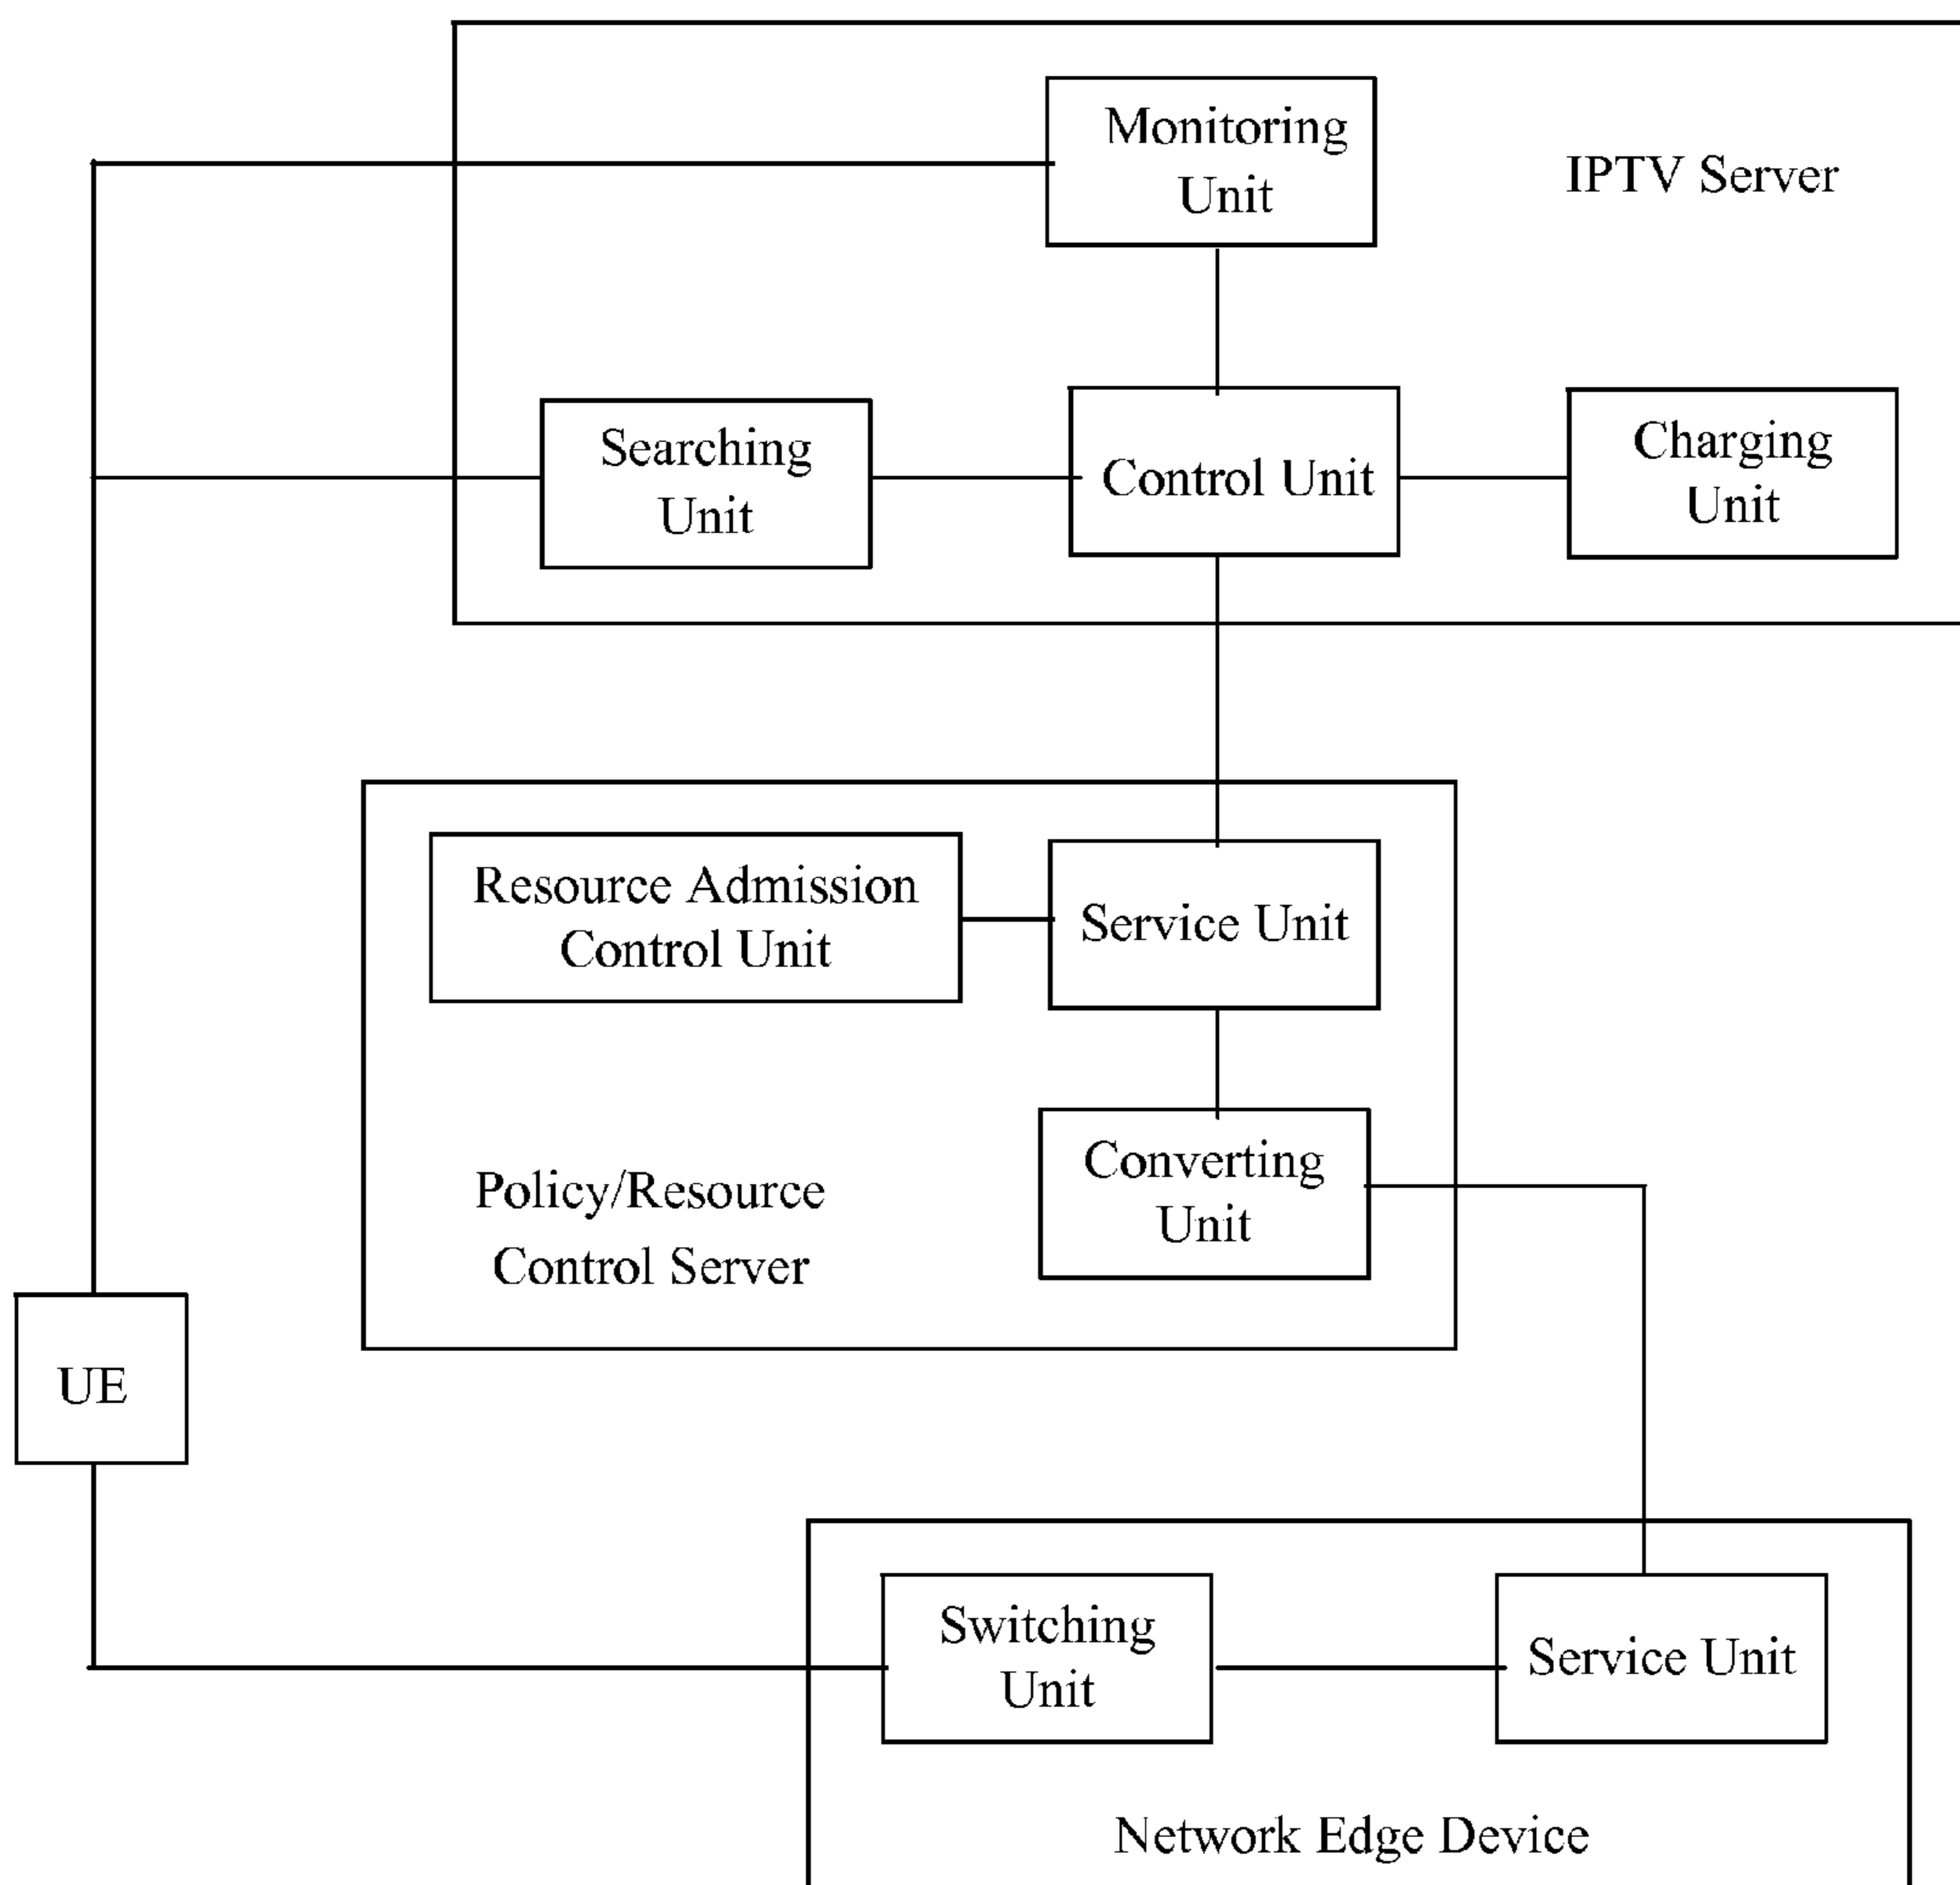 Monitoring
Unit
IPTV Server
Searching
Unit
Control Unit
Charging
Unit
Resource Admission
Control Unit
Service Unit
Converting
Unit
Policy/Resource
Control Server
UE
Switching
Unit
Service Unit
Network Edge Device